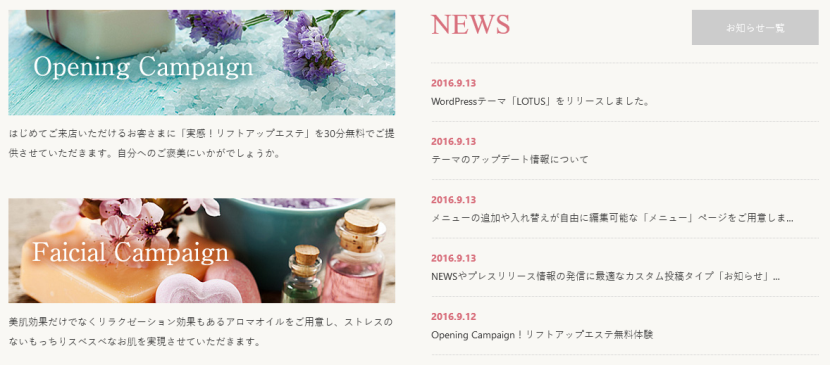 Opening Campaign
はじめてご来店いただけるお客さまに「実感！リフトアップエステ」を30分無料でご提
供させていただきます。自分へのご褒美にいかがでしょうか。
Faicial Campaign
美肌効果だけでなくリラクゼーション効果もあるアロマオイルをご用意し、ストレスの
ないもっちりスベスベなお肌を実現させていただきます。
NEWS
お知らせ一覧
2016.9.13
WordPressテーマ「LOTUS」をリリースしました。
2016.9.13
テーマのアップデート情報について
2016.9.13
メニューの追加や入れ替えが自由に編集可能な「メニュー」ページをご用意しま...
2016.9.13
NEWSやプレスリリース情報の発信に最適なカスタム投稿タイプ「お知らせ」...
2016.9.12
Opening Campaign！リフトアップエステ無料体験